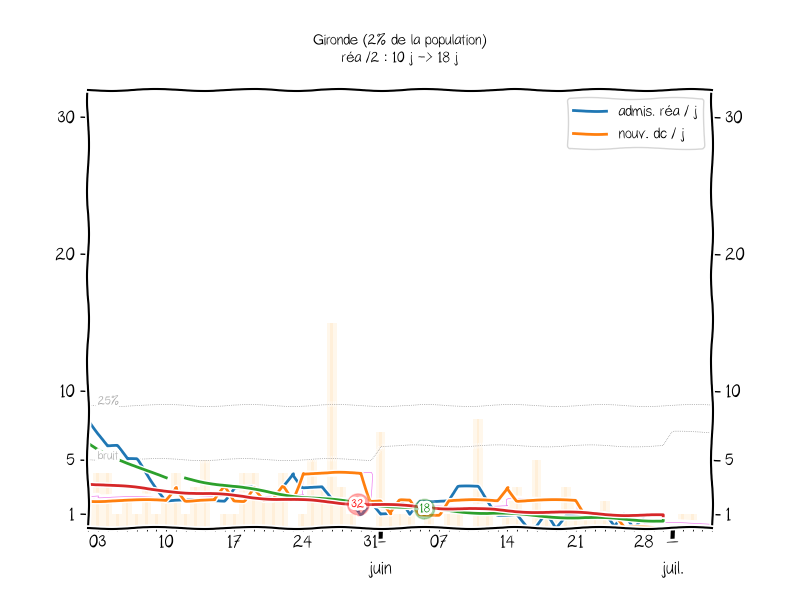 Gironde (2% de la population)
réa /2 : 10 j -> 18 j
admis. réa / j
nouv. dc / j
30 30
20 20
10 10
25%
bruit
5 5
32 18
1 1
03 10 17 24 31 07 14 21 28
juin juil.